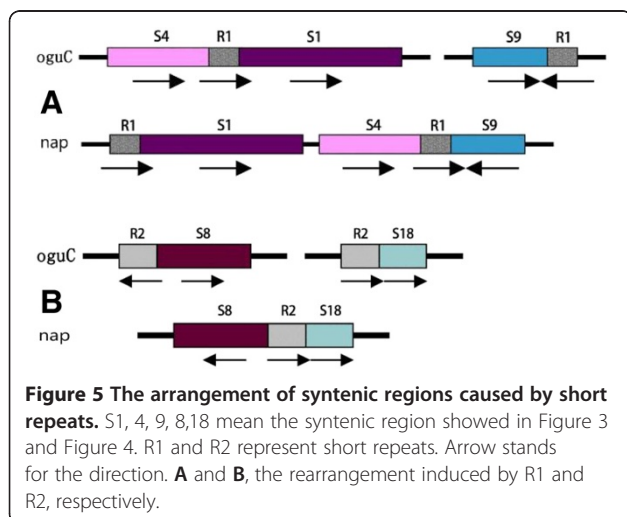 S4 R1 S1 S9 R1
oguC
A
R1 S1 S4 R1 S9
nap
R2 S8 R2 S18
oguC
B
S8 R2 S18
nap
Figure 5 The arrangement of syntenic regions caused by short
repeats. S1, 4, 9, 8,18 mean the syntenic region showed in Figure 3
and Figure 4. R1 and R2 represent short repeats. Arrow stands
for the direction. A and B, the rearrangement induced by R1 and
R2, respectively.